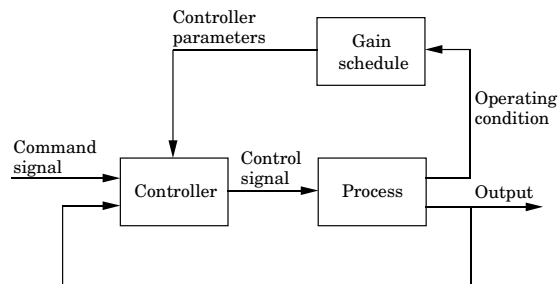 Controller
parameters
Gain
schedule
Operating
condition
Command
signal
Controller
Control
signal
Process
Output